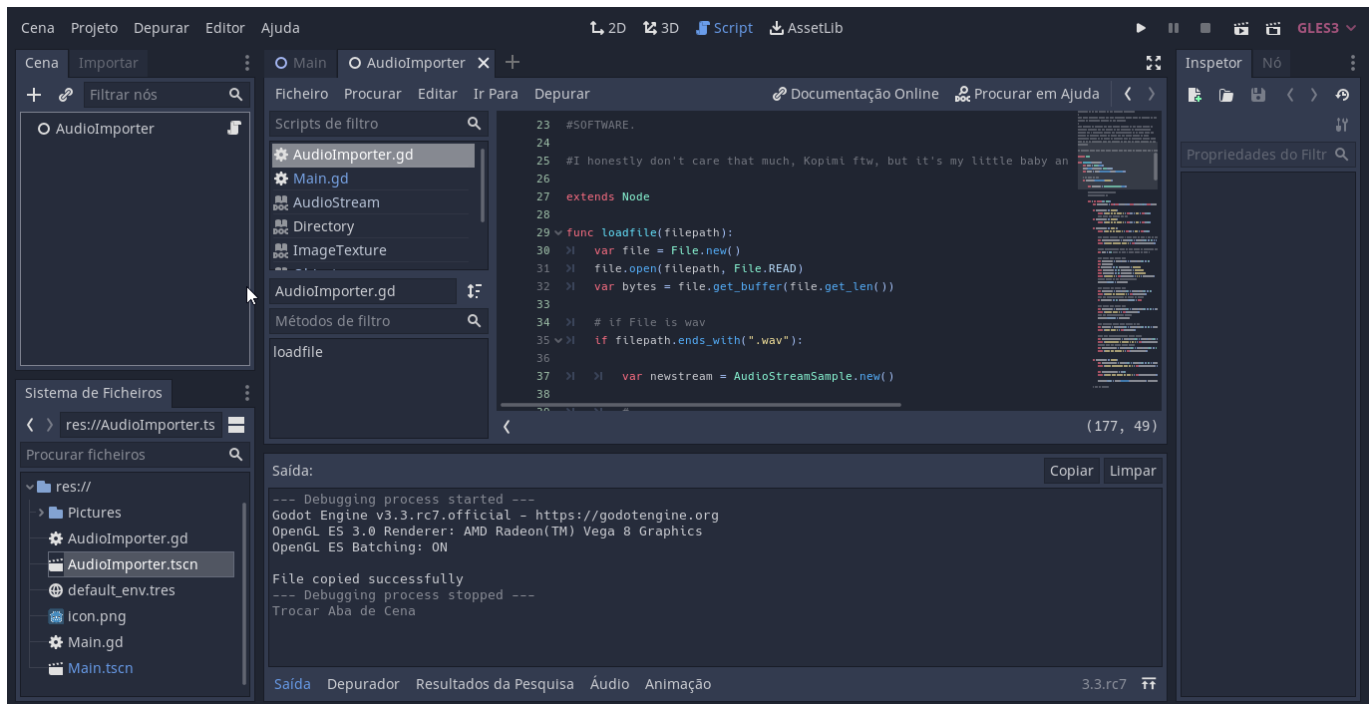 Cena Projeto Depurar Editor Ajuda
2D 3D Script AssetLib
GLES3
Cena Importar
Filtrar nós
AudioImporter
Main AudioImporter
Ficheiro Procurar Editar Ir Para Depurar
Documentação Online Procurar em Ajuda
Scripts de filtro
AudioImporter.gd
Main.gd
AudioStream
Directory
ImageTexture
AudioImporter.gd
Métodos de filtro
loadfile
23 #SOFTWARE.
24
25 #I honestly don't care that much, Kopimi ftw, but it's my little baby an
26
27 extends Node
28
29 func loadfile(filepath):
30 var file = File.new()
31 file.open(filepath, File.READ)
32 var bytes = file.get_buffer(file.get_len())
33
34 # if File is wav
35 if filepath.ends_with(".wav"):
36
37 var newstream = AudioStreamSample.new()
38
(177, 49)
Inspetor Nó
Propriedades do Filtr
Sistema de Ficheiros
res://AudioImporter.ts
Procurar ficheiros
res://
Pictures
AudioImporter.gd
AudioImporter.tscn
default_env.tres
icon.png
Main.gd
Main.tscn
Saída:
Copiar Limpar
--- Debugging process started ---
Godot Engine v3.3.rc7.official - https://godotengine.org
OpenGL ES 3.0 Renderer: AMD Radeon(TM) Vega 8 Graphics
OpenGL ES Batching: ON
File copied successfully
--- Debugging process stopped ---
Trocar Aba de Cena
Saída Depurador Resultados da Pesquisa Áudio Animação
3.3.rc7